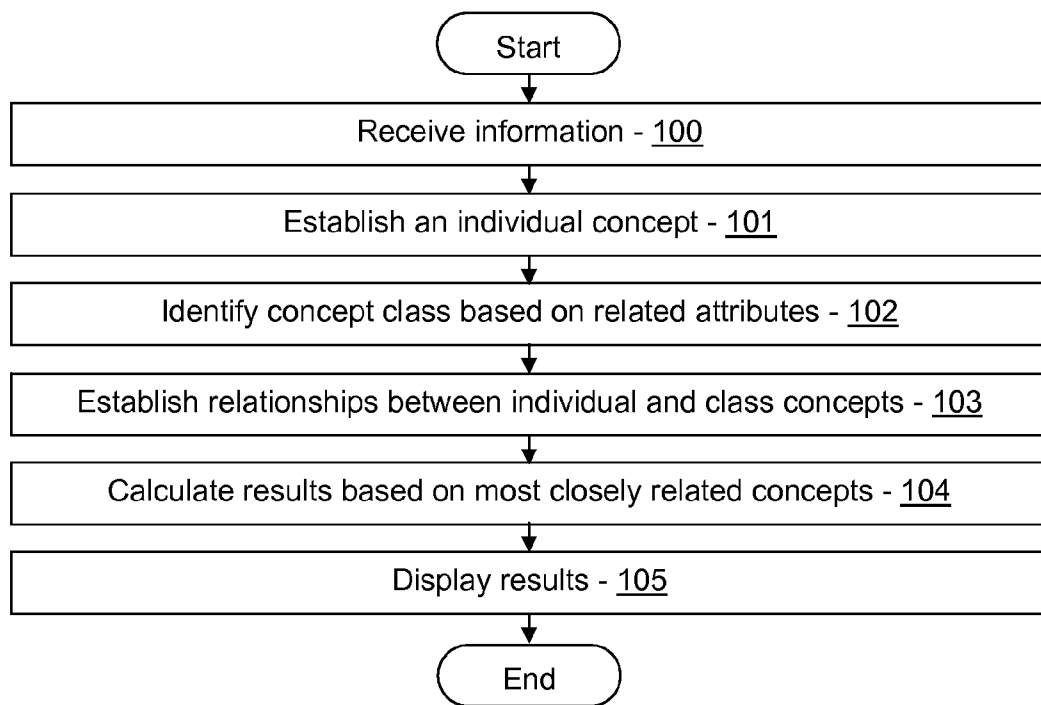 Start
Receive information - 100
Establish an individual concept - 101
Identify concept class based on related attributes - 102
Establish relationships between individual and class concepts - 103
Calculate results based on most closely related concepts - 104
Display results - 105
End